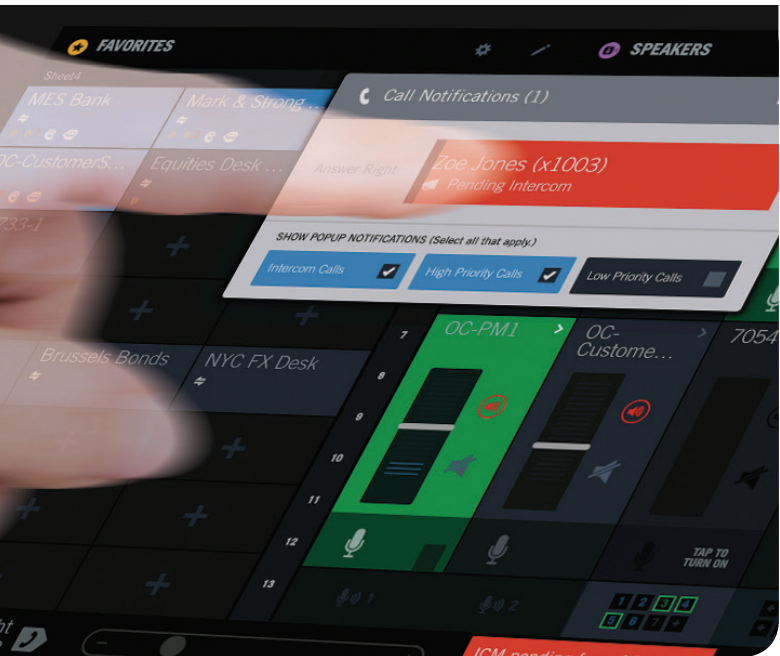 FAVORITES
SPEAKERS
Sheet4
MES Bank
Mark & Strong ...
Call Notifications (1)
OC-CustomerS...
Equities Desk ...
Answer Right
Zoe Jones (x1003)
Pending Intercom
733-1
SHOW POPUP NOTIFICATIONS (Select all that apply.)
Intercom Calls
High Priority Calls
Low Priority Calls
Brussels Bonds
NYC FX Desk
7
8
9
10
11
12
13
OC-PM1
OC-
Custome...
7054
TAP TO
TURN ON
1
2
1 2 3 4
5 6 7 +